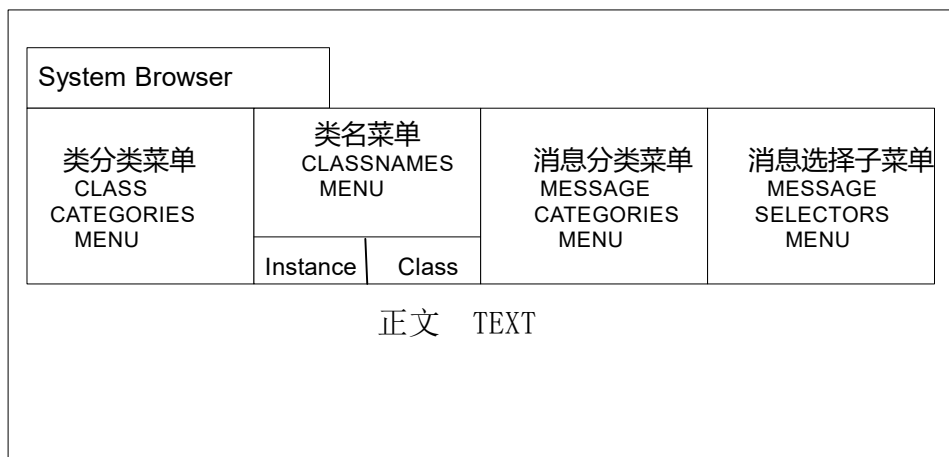 System Browser
类分类菜单
CLASS
CATEGORIES
MENU
类名菜单
CLASSNAMES
MENU
Instance
Class
消息分类菜单
MESSAGE
CATEGORIES
MENU
消息选择子菜单
MESSAGE
SELECTORS
MENU
正文 TEXT